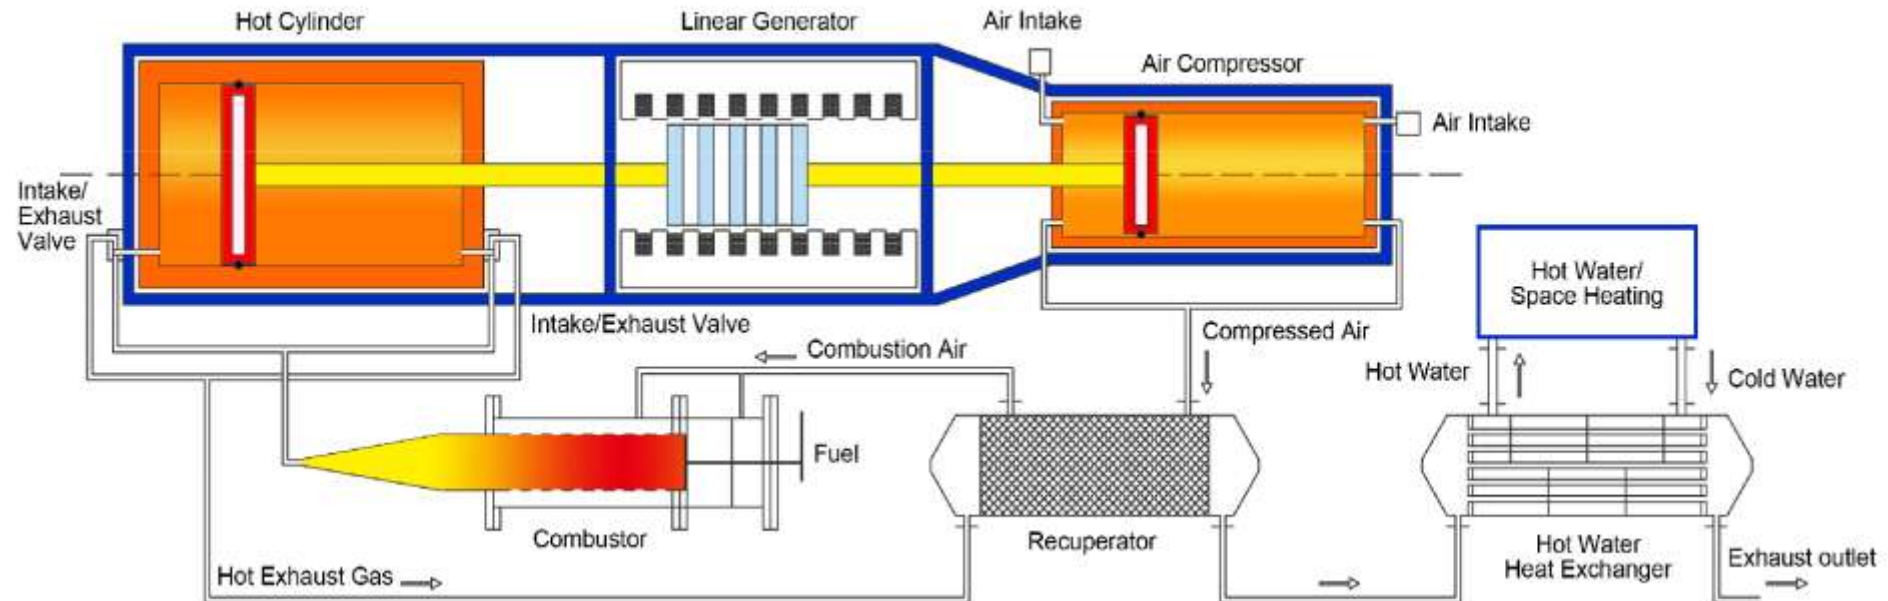 Hot Cylinder
Linear Generator
Air Intake
Air Compressor
Air Intake
Intake/
Exhaust
Valve
Hot Water/
Space Heating
Intake/Exhaust Valve
Compressed Air
Combustion Air
Hot Water
Cold Water
Fuel
Combustor
Recuperator
Hot Water
Heat Exchanger
Exhaust outlet
Hot Exhaust Gas